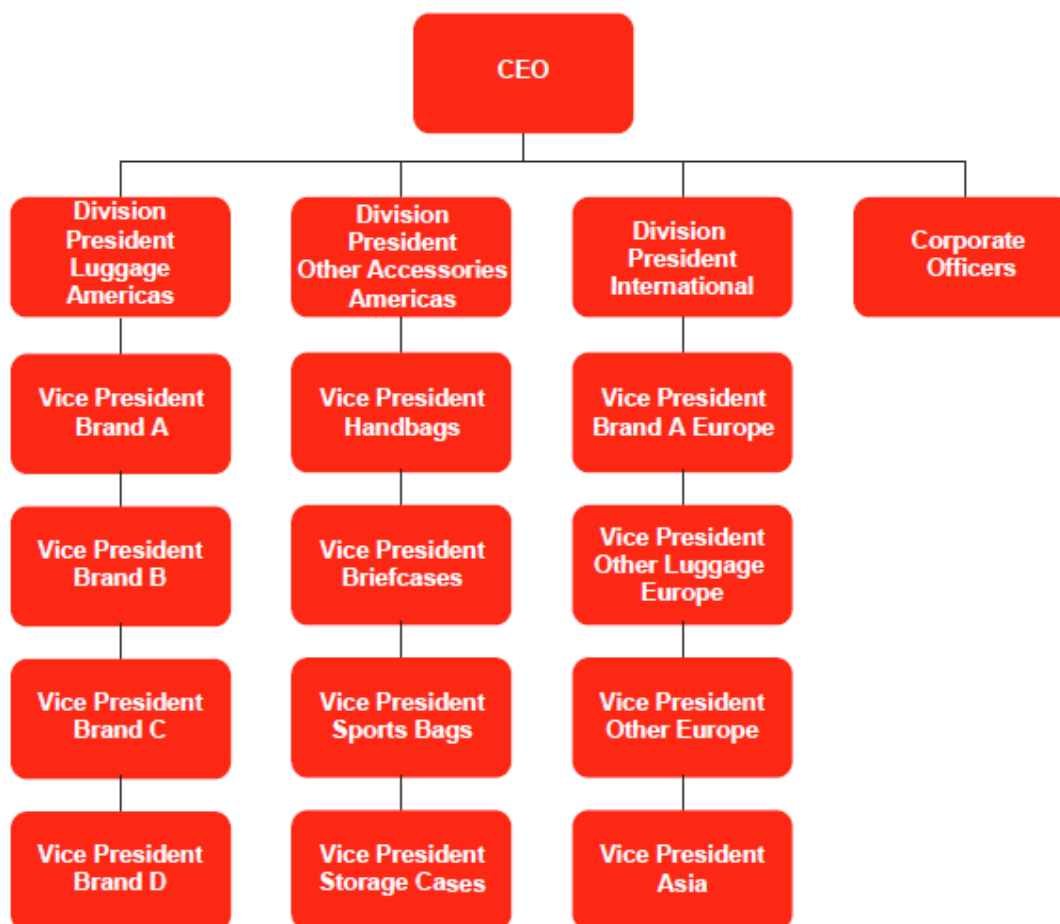 CEO
Division
President
Luggage
Americas
Division
President
Other Accessories
Americas
Division
President
International
Corporate
Officers
Vice President
Brand A
Vice President
Handbags
Vice President
Brand A Europe
Vice President
Brand B
Vice President
Briefcases
Vice President
Other Luggage
Europe
Vice President
Brand C
Vice President
Sports Bags
Vice President
Other Europe
Vice President
Brand D
Vice President
Storage Cases
Vice President
Asia